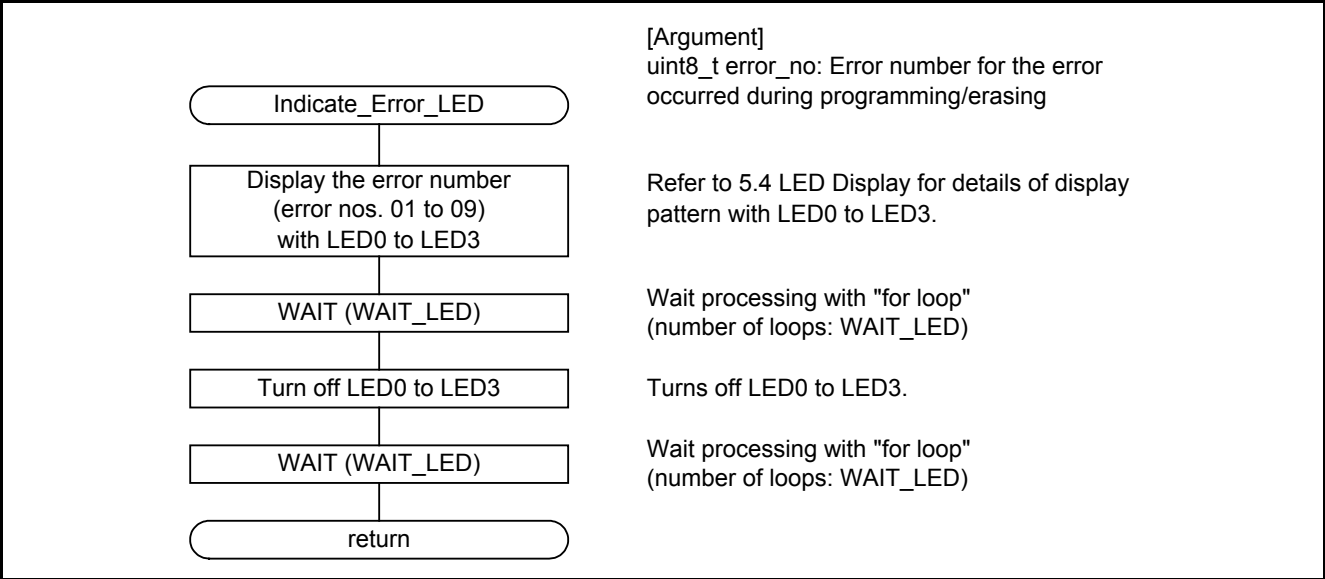 [Argument]
uint8_t error_no: Error number for the error
occurred during programming/erasing
Indicate_Error_LED
Display the error number
(error nos. 01 to 09)
with LED0 to LED3
Refer to 5.4 LED Display for details of display
pattern with LED0 to LED3.
WAIT (WAIT_LED)
Wait processing with "for loop"
(number of loops: WAIT_LED)
Turn off LED0 to LED3
Turns off LED0 to LED3.
WAIT (WAIT_LED)
Wait processing with "for loop"
(number of loops: WAIT_LED)
return